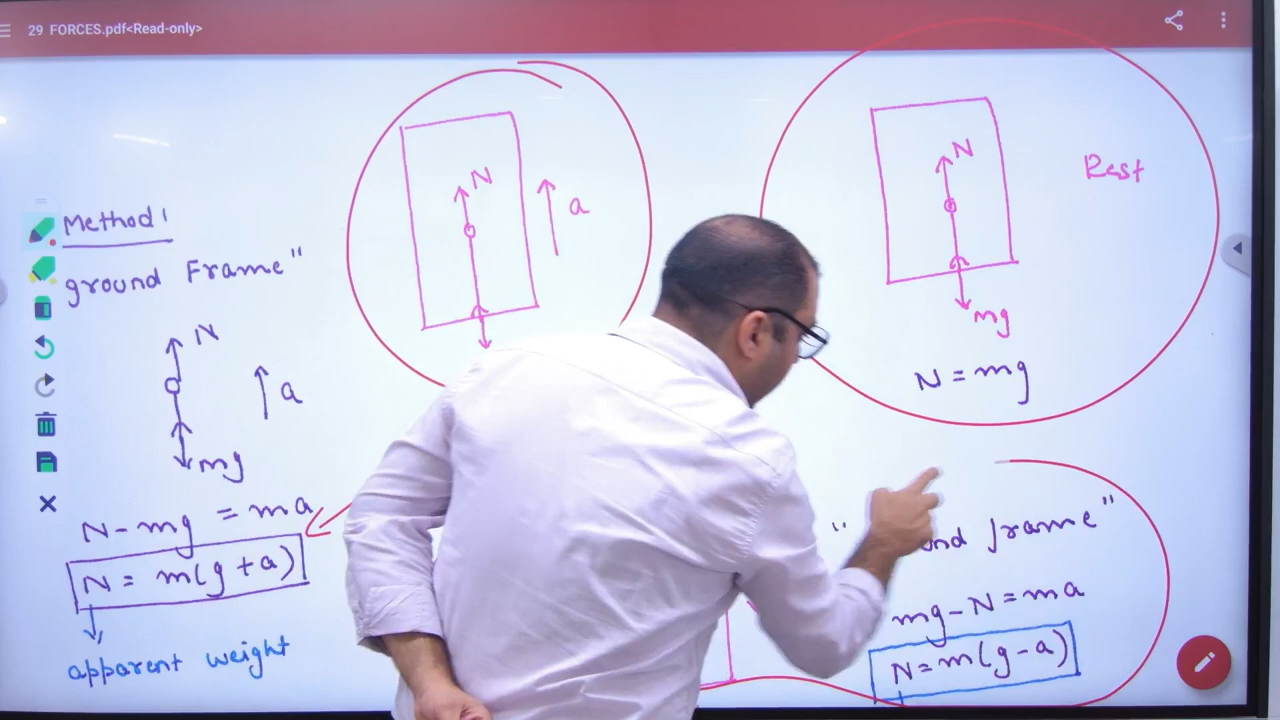 29 FORCES.pdf<Read-only>
Method 1
ground Frame"
N
a
mg
N-mg = ma
N = m(g+a)
apparent weight
N
a
N
Rest
mg
N = mg
frame"
mg-N = ma
N = m(g-a)